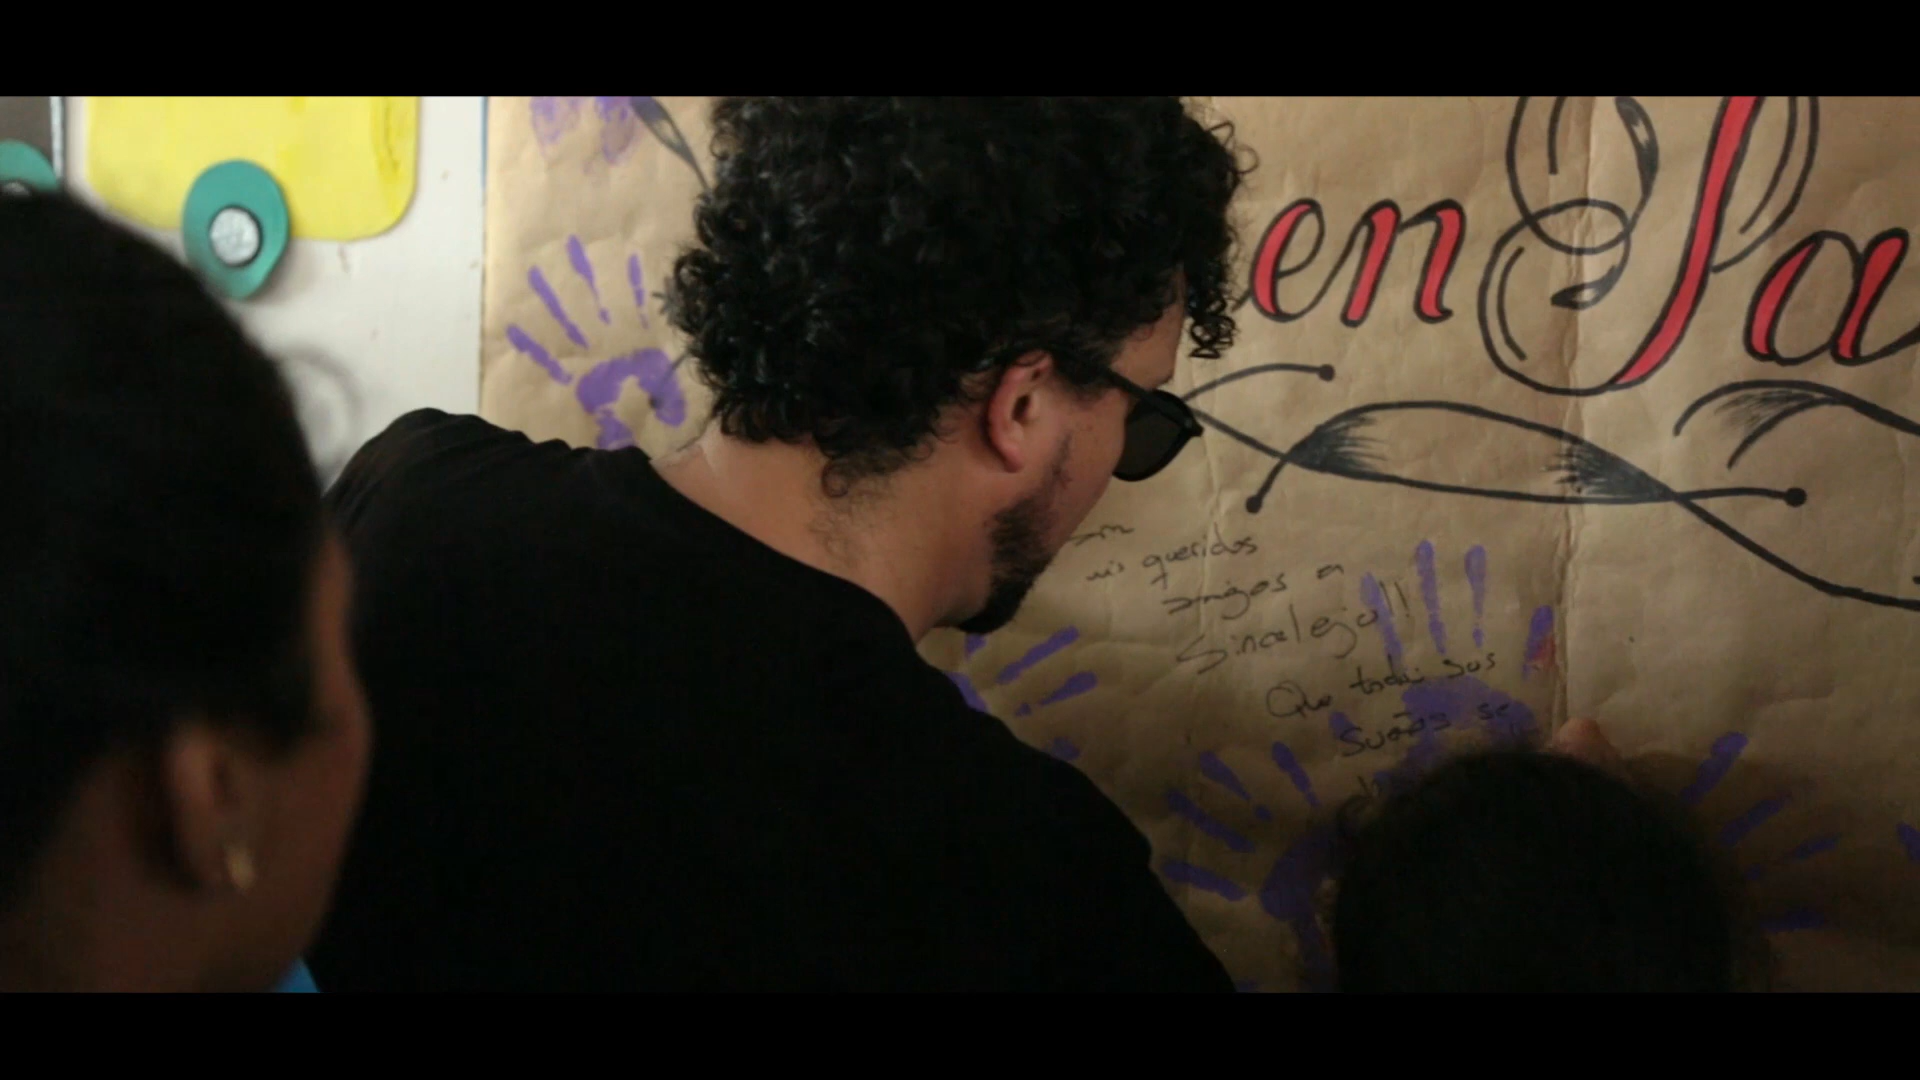 en Pa
mis queridos
amigos en
Sincelejo!!
Que todos sus
Sueños se